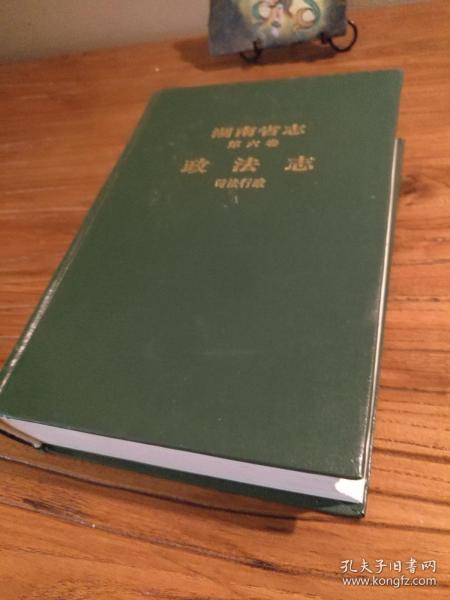 湖南省志
第六卷
政法志
司法行政
孔夫子旧书网
www.kongfz.com